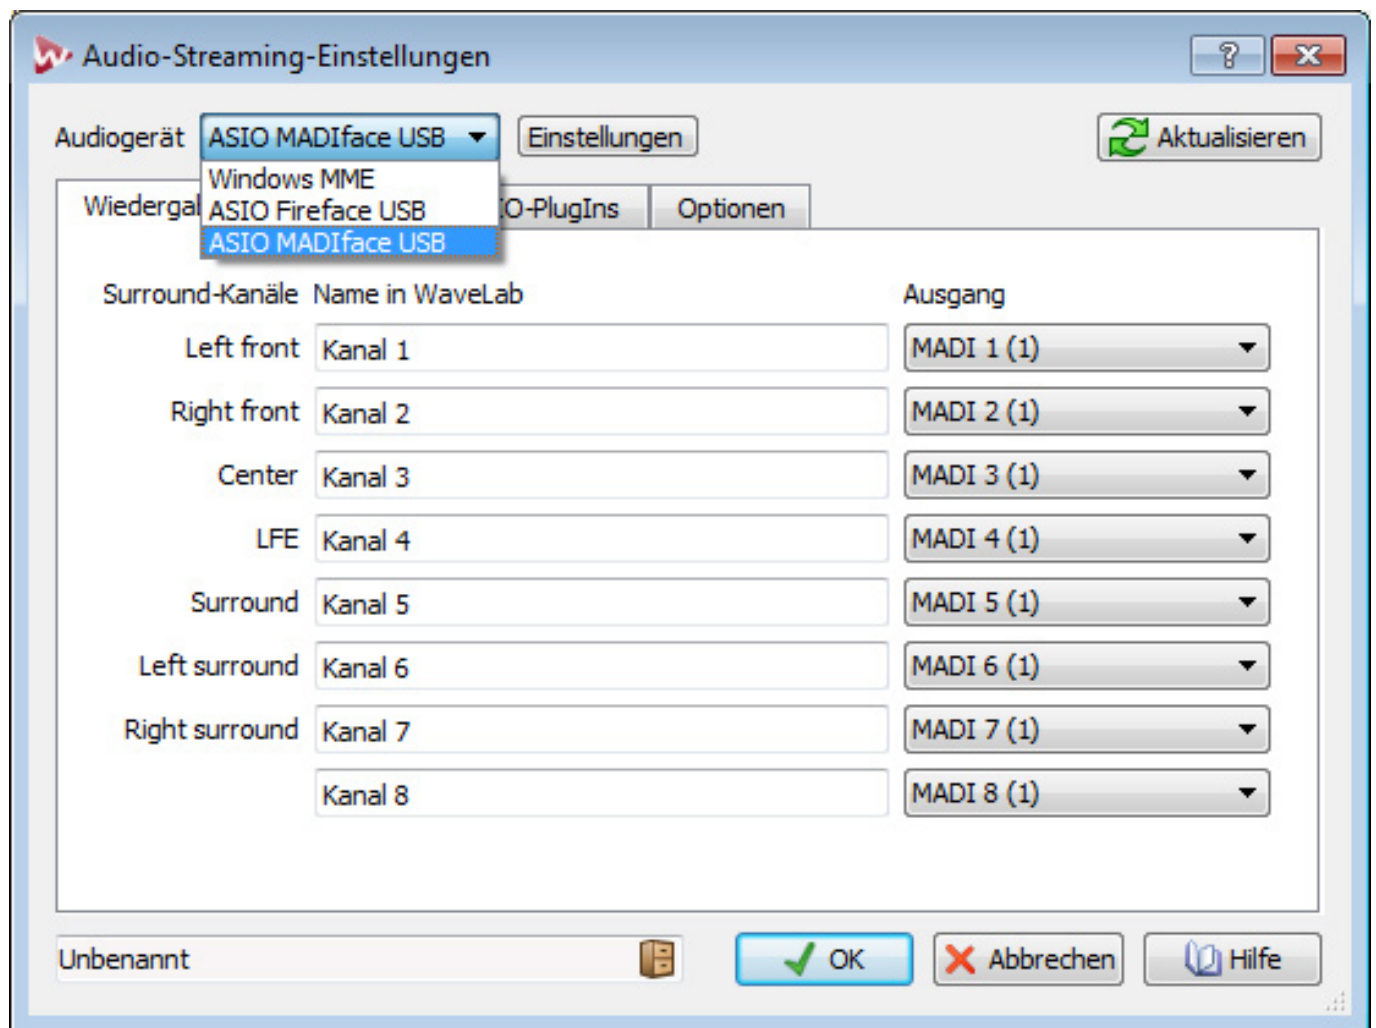 Audio-Streaming-Einstellungen
Audiogerät ASIO MADIface USB Einstellungen Aktualisieren
Windows MME
ASIO Fireface USB
ASIO MADIface USB
Optionen
Surround-Kanäle Name in WaveLab Ausgang
Left front Kanal 1 MADI 1 (1)
Right front Kanal 2 MADI 2 (1)
Center Kanal 3 MADI 3 (1)
LFE Kanal 4 MADI 4 (1)
Surround Kanal 5 MADI 5 (1)
Left surround Kanal 6 MADI 6 (1)
Right surround Kanal 7 MADI 7 (1)
Kanal 8 MADI 8 (1)
Unbenannt OK Abbrechen Hilfe